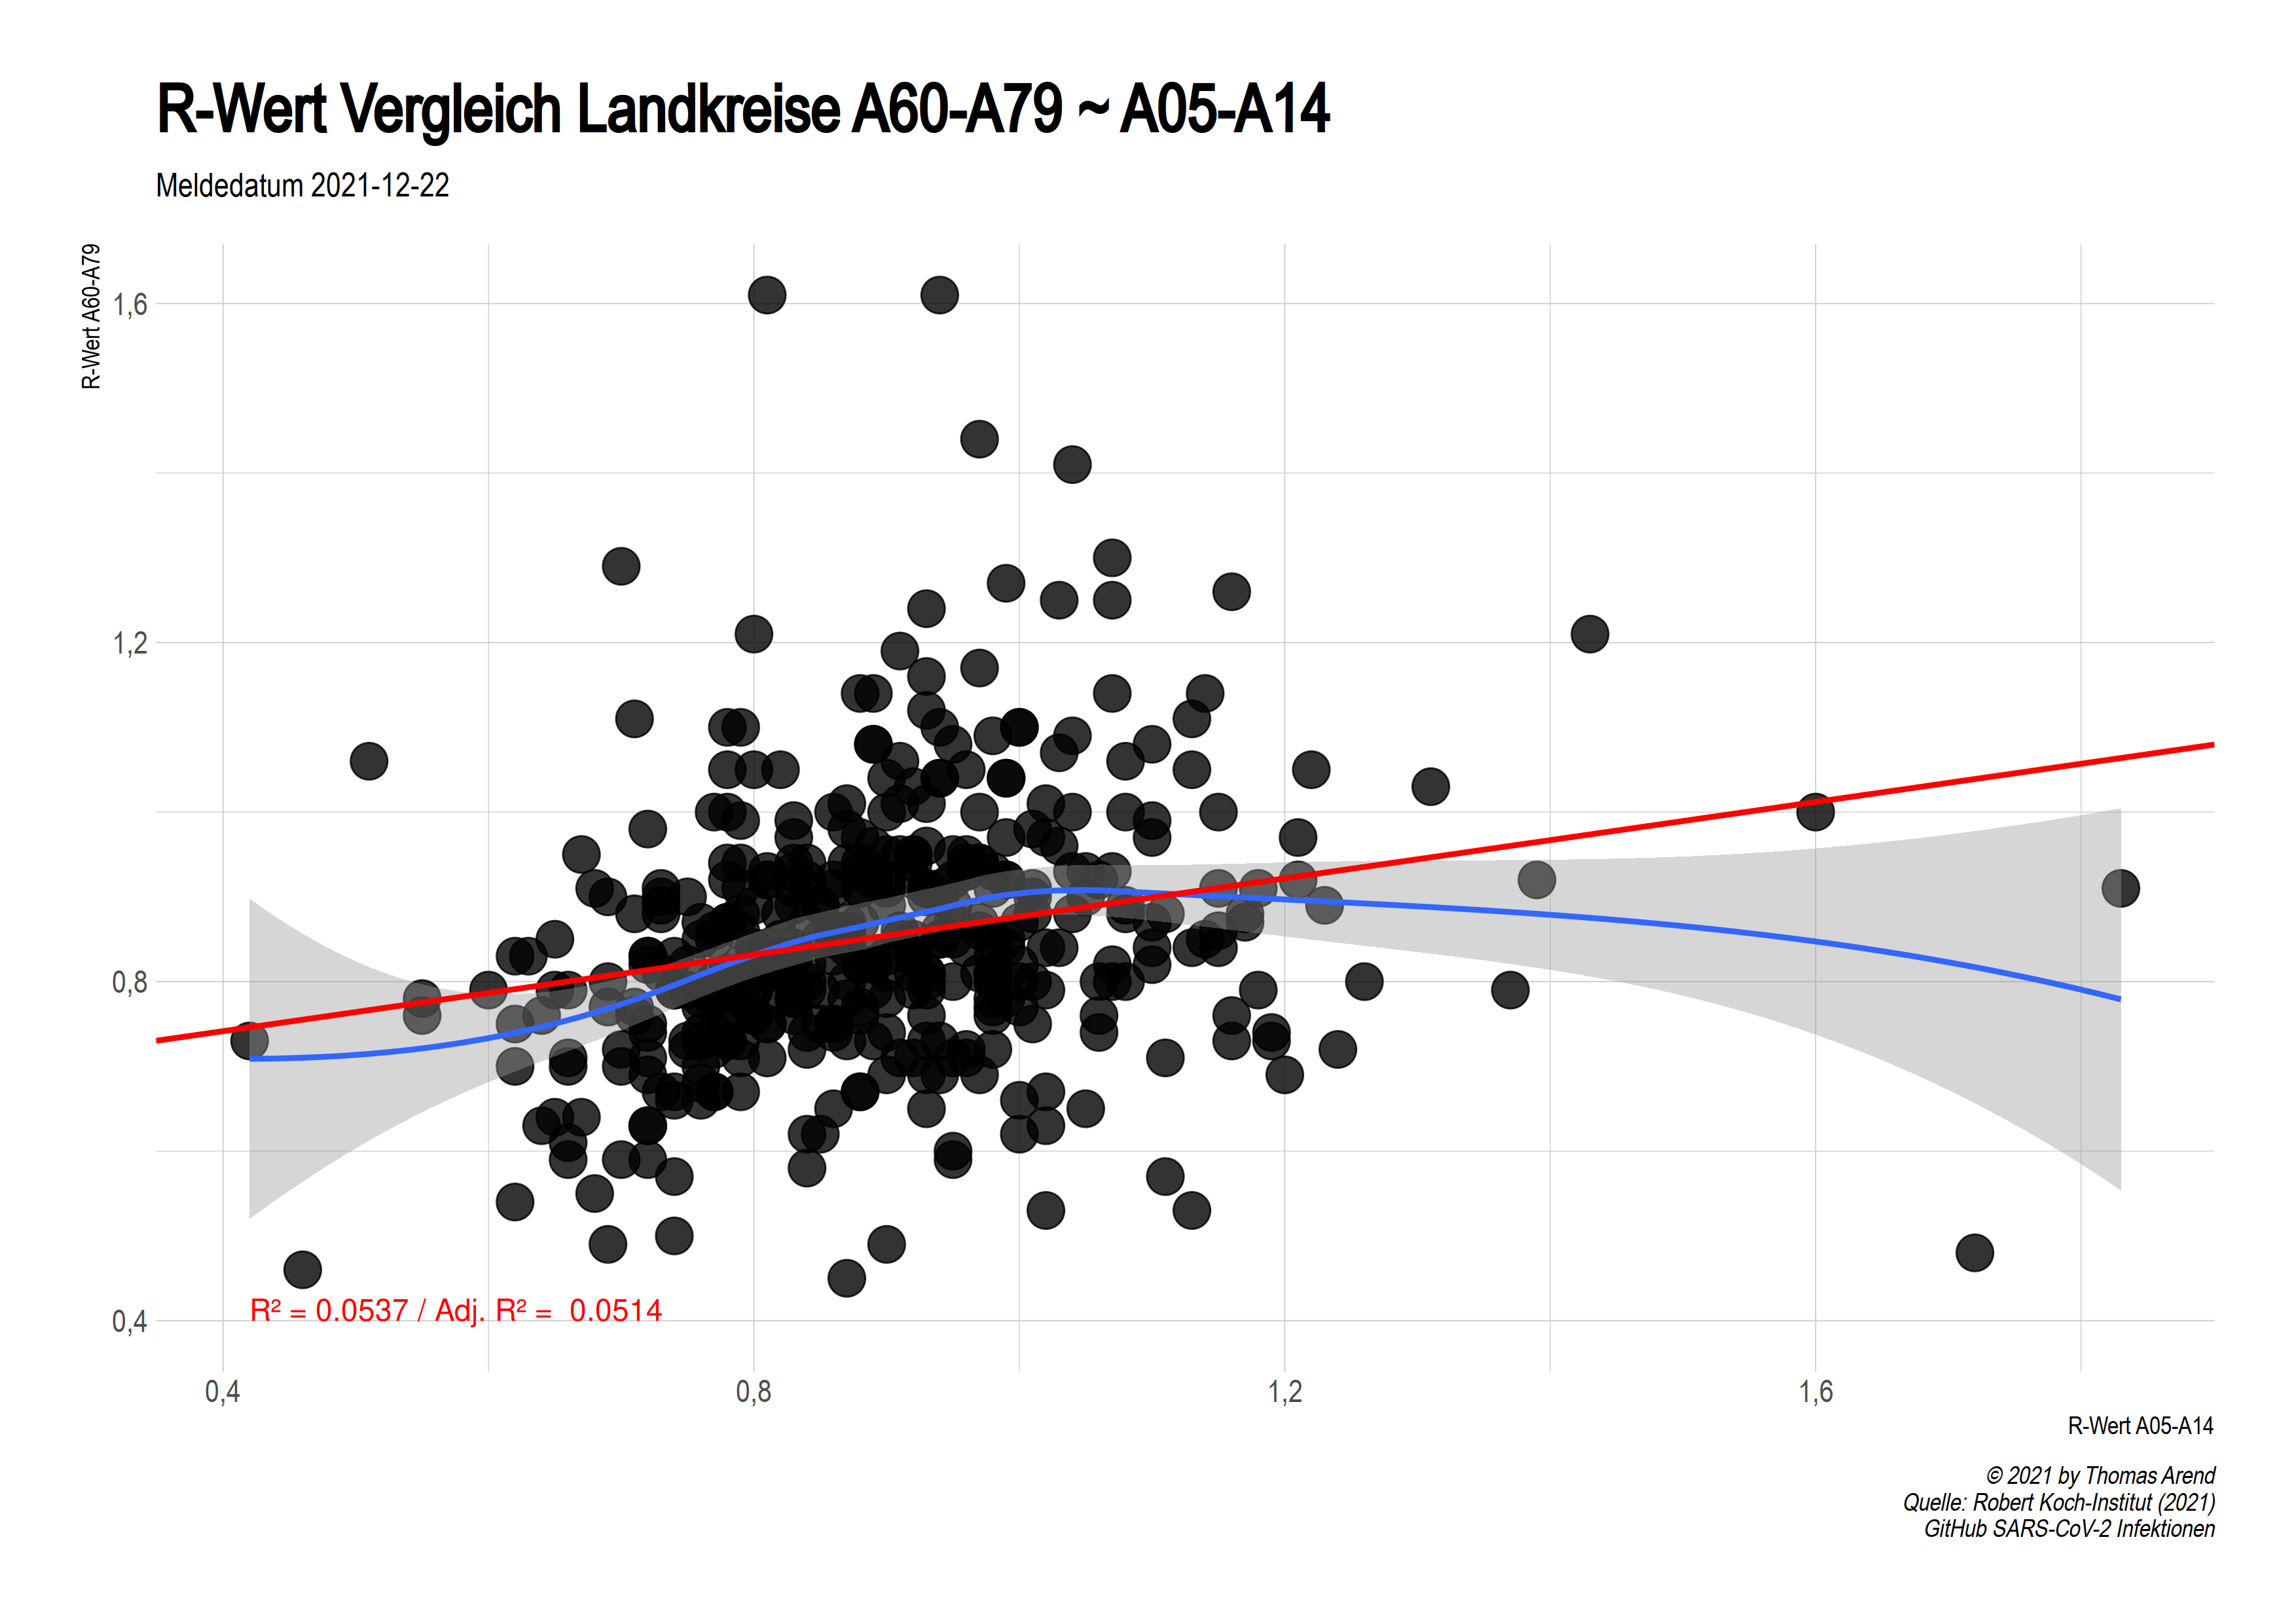 R-Wert Vergleich Landkreise A60-A79 ~ A05-A14
Meldedatum 2021-12-22
R-Wert A60-A79
1,6
1,2
0,8
0,4
R² = 0.0537 / Adj. R² =  0.0514
0,4
0,8
1,2
1,6
R-Wert A05-A14
© 2021 by Thomas Arend
Quelle: Robert Koch-Institut (2021)
GitHub SARS-CoV-2 Infektionen